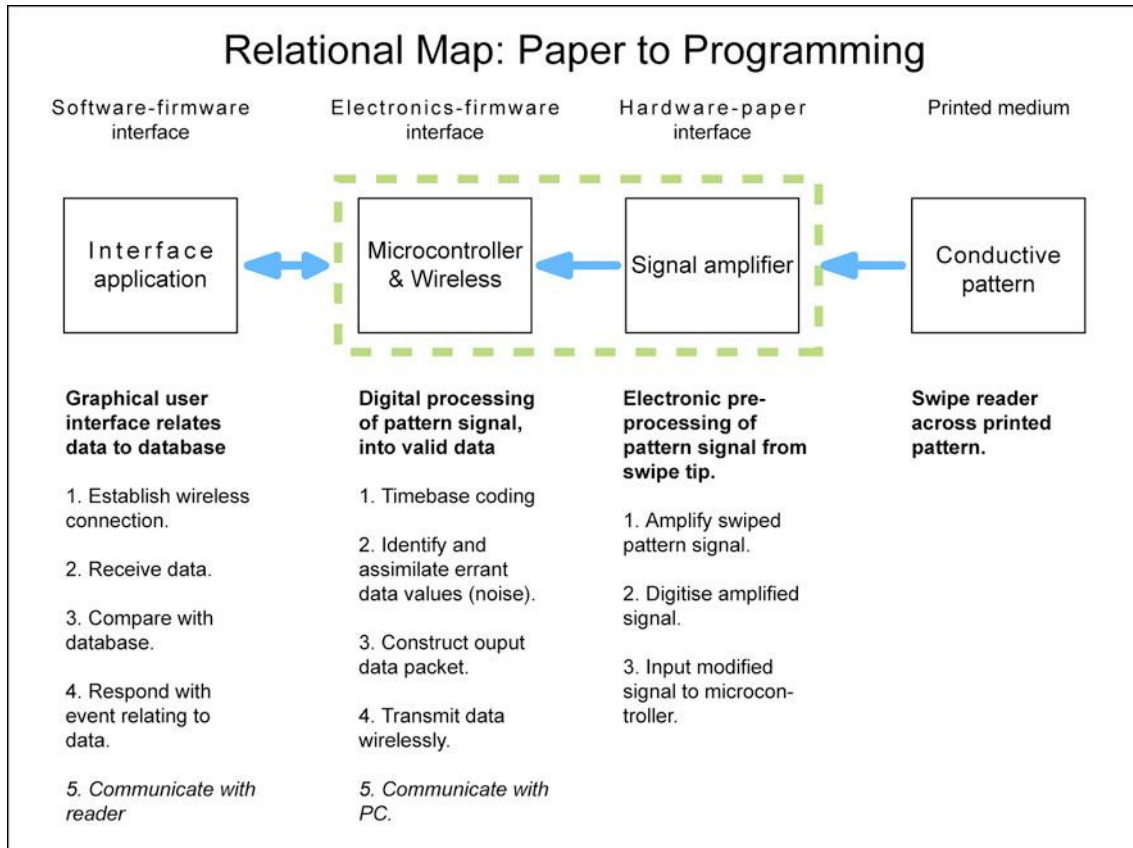 Relational Map: Paper to Programming
Software-firmware
interface
Electronics-firmware
interface
Hardware-paper
interface
Printed medium
Interface
application
Microcontroller
& Wireless
Signal amplifier
Conductive
pattern
Graphical user
interface relates
data to database
1. Establish wireless
connection.
2. Receive data.
3. Compare with
database.
4. Respond with
event relating to
data.
5. Communicate with
reader
Digital processing
of pattern signal,
into valid data
1. Timebase coding
2. Identify and
assimilate errant
data values (noise).
3. Construct ouput
data packet.
4. Transmit data
wirelessly.
5. Communicate with
PC.
Electronic pre-
processing of
pattern signal from
swipe tip.
1. Amplify swiped
pattern signal.
2. Digitise amplified
signal.
3. Input modified
signal to microcon-
troller.
Swipe reader
across printed
pattern.